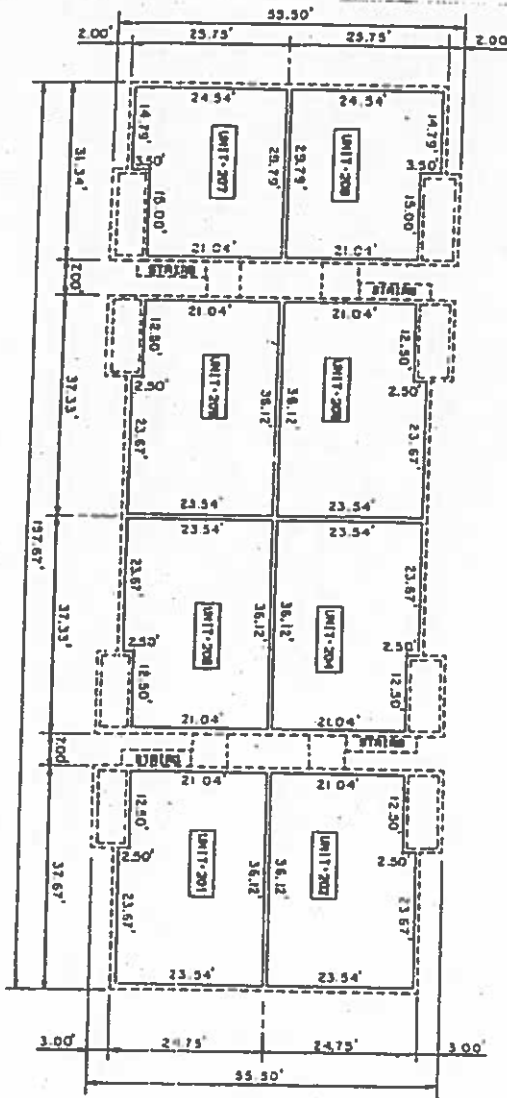 55.50'
2.00' 25.75' 25.75' 2.00'
24.54' 24.54'
14.79' UNIT-207 29.79' 29.79' UNIT-208 14.79'
31.34'
3.50' 3.50'
15.00' 15.00'
21.04' 21.04'
7.00' STAIRS STAIRS
21.04' 21.04'
12.50' 12.50'
2.50' 2.50'
37.33' 36.12' 36.12'
23.67' 23.67'
23.54' 23.54'
157.67'
23.54' 23.54'
23.67' 23.67'
37.33' 36.12' 36.12' UNIT-204
2.50' 2.50'
12.50' 12.50'
21.04' 21.04'
7.00' STAIRS STAIRS
21.04' 21.04'
12.50' 12.50'
2.50' 2.50'
37.67' UNIT-201 36.12' 36.12' UNIT-202
23.67' 23.67'
23.54' 23.54'
3.00' 24.75' 24.75' 3.00'
55.50'